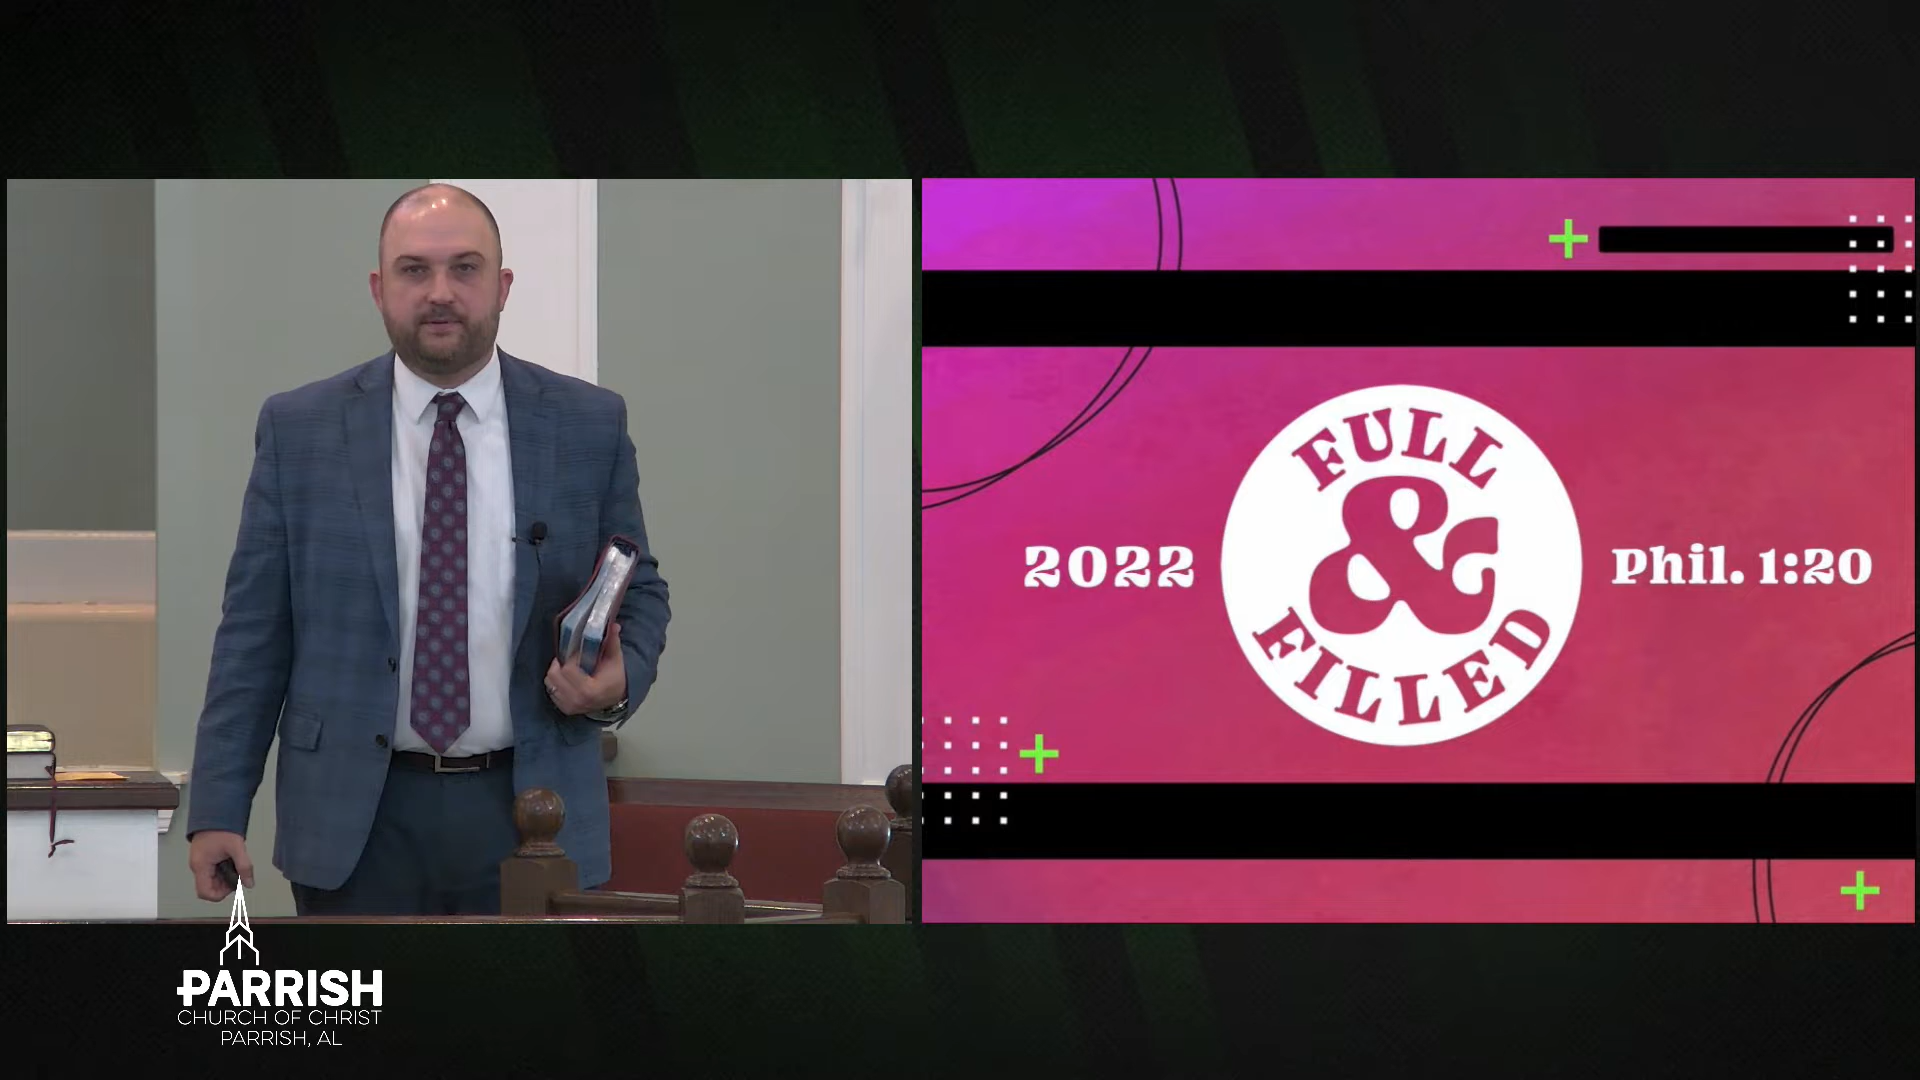 FULL
&
FILLED
2022
Phil. 1:20
PARRISH
CHURCH OF CHRIST
PARRISH, AL